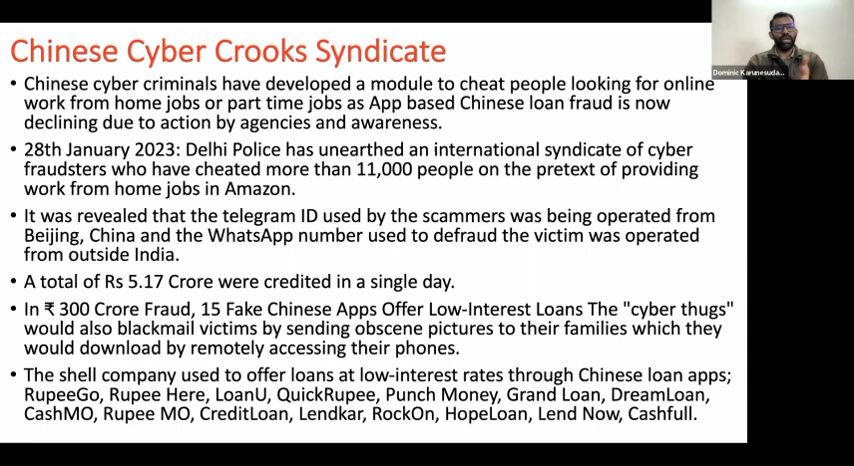 Chinese Cyber Crooks Syndicate
• Chinese cyber criminals have developed a module to cheat people looking for online
work from home jobs or part time jobs as App based Chinese loan fraud is now
declining due to action by agencies and awareness.
• 28th January 2023: Delhi Police has unearthed an international syndicate of cyber
fraudsters who have cheated more than 11,000 people on the pretext of providing
work from home jobs in Amazon.
• It was revealed that the telegram ID used by the scammers was being operated from
Beijing, China and the WhatsApp number used to defraud the victim was operated
from outside India.
• A total of Rs 5.17 Crore were credited in a single day.
• In ₹ 300 Crore Fraud, 15 Fake Chinese Apps Offer Low-Interest Loans The "cyber thugs"
would also blackmail victims by sending obscene pictures to their families which they
would download by remotely accessing their phones.
• The shell company used to offer loans at low-interest rates through Chinese loan apps;
RupeeGo, Rupee Here, LoanU, QuickRupee, Punch Money, Grand Loan, DreamLoan,
CashMO, Rupee MO, CreditLoan, Lendkar, RockOn, HopeLoan, Lend Now, Cashfull.
Dominic Karunesuda...